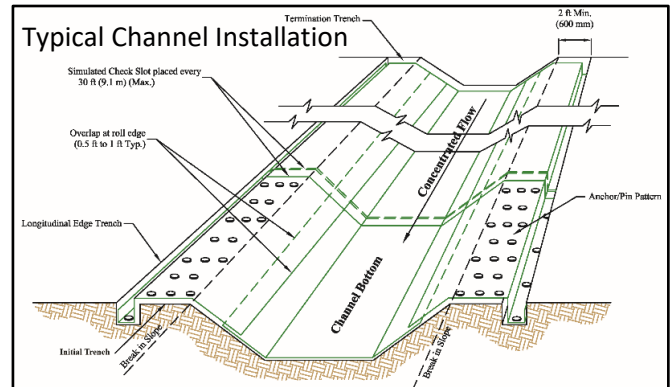 Typical Channel Installation
Termination Trench
2 ft Min.
(600 mm)
Simulated Check Slot placed every
30 ft (9.1 m) (Max.)
Overlap at roll edge
(0.5 ft to 1 ft Typ.)
Concentrated Flow
Anchor/Pin Pattern
Longitudinal Edge Trench
Channel Bottom
Initial Trench
Break in Slope
Break in Slope